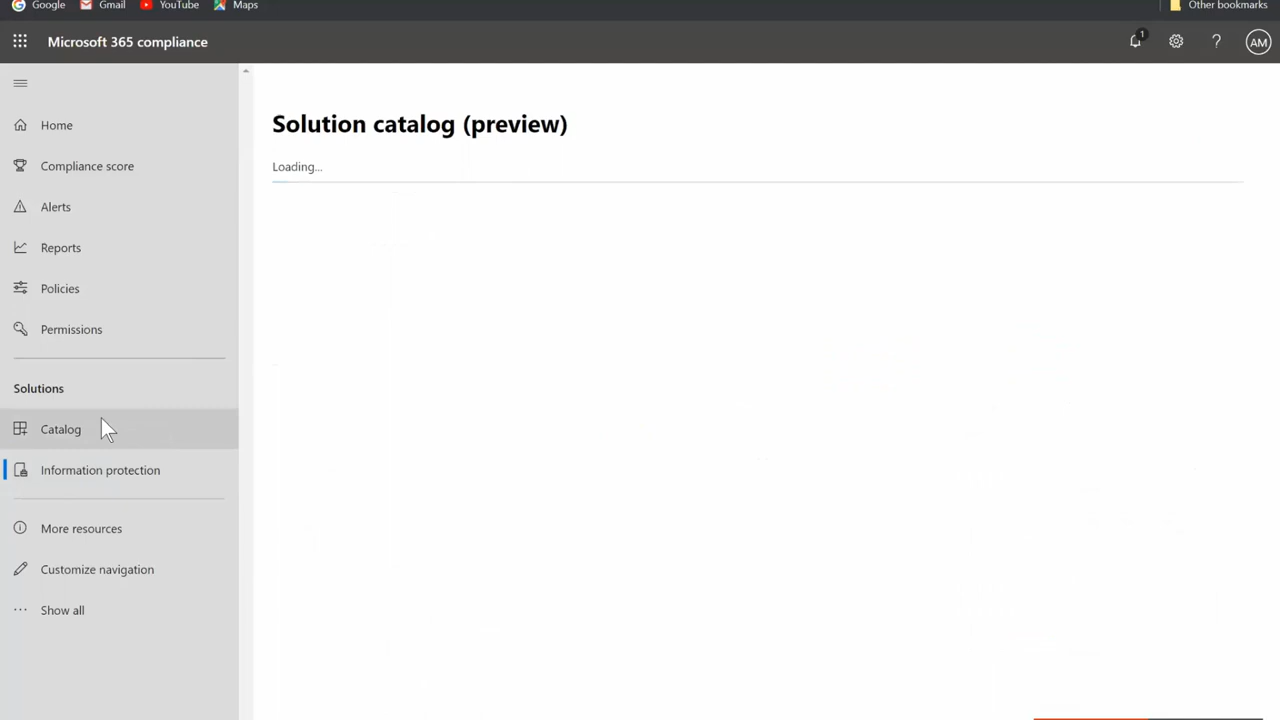 Google Gmail YouTube Maps Other bookmarks
Microsoft 365 compliance 1 ? AM
Home
Compliance score
Alerts
Reports
Policies
Permissions
Solutions
Catalog
Information protection
More resources
Customize navigation
Show all
Solution catalog (preview)
Loading...